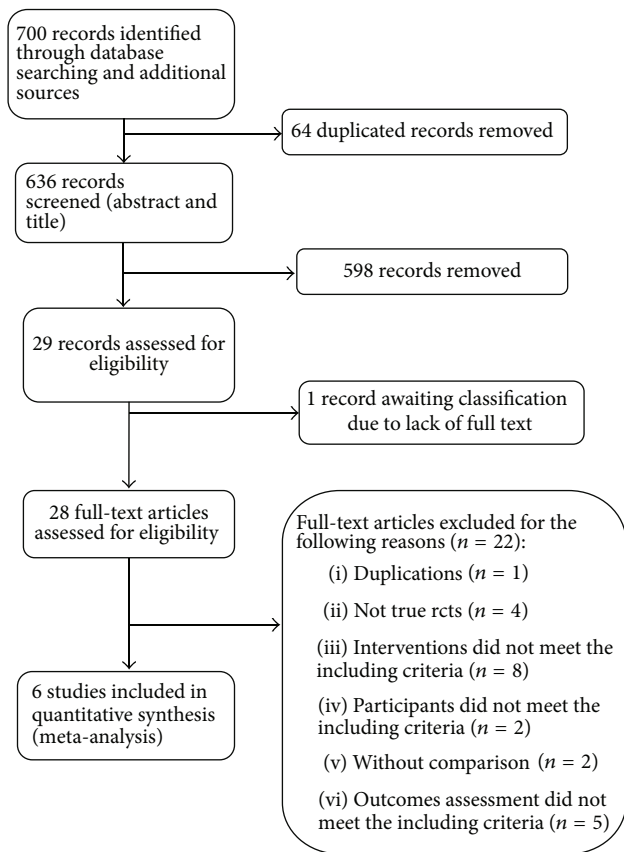 700 records identified
through database
searching and additional
sources
64 duplicated records removed
636 records
screened (abstract and
title)
598 records removed
29 records assessed for
eligibility
1 record awaiting classification
due to lack of full text
28 full-text articles
assessed for eligibility
Full-text articles excluded for the
following reasons (n = 22):
(i) Duplications (n = 1)
(ii) Not true rcts (n = 4)
(iii) Interventions did not meet the
including criteria (n = 8)
(iv) Participants did not meet the
including criteria (n = 2)
(v) Without comparison (n = 2)
(vi) Outcomes assessment did not
meet the including criteria (n = 5)
6 studies included in
quantitative synthesis
(meta-analysis)